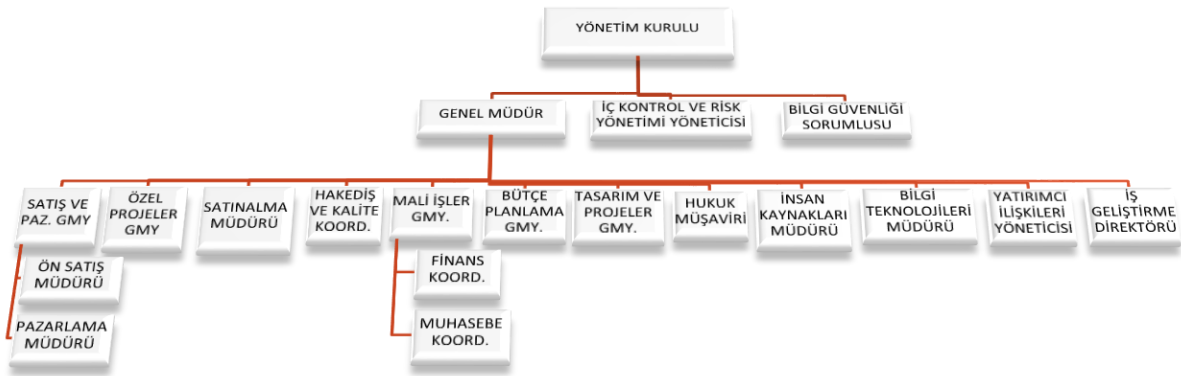 YÖNETİM KURULU
GENEL MÜDÜR
İÇ KONTROL VE RİSK
YÖNETİMİ YÖNETİCİSİ
BİLGİ GÜVENLİĞİ
SORUMLUSU
SATIŞ VE
PAZ. GMY
ÖZEL
PROJELER
GMY
SATINALMA
MÜDÜRÜ
HAKEDİŞ
VE KALİTE
KOORD.
MALİ İŞLER
GMY.
BÜTÇE
PLANLAMA
GMY.
TASARIM VE
PROJELER
GMY.
HUKUK
MÜŞAVİRİ
İNSAN
KAYNAKLARI
MÜDÜRÜ
BİLGİ
TEKNOLOJİLERİ
MÜDÜRÜ
YATIRIMCI
İLİŞKİLERİ
YÖNETİCİSİ
İŞ
GELİŞTİRME
DİREKTÖRÜ
ÖN SATIŞ
MÜDÜRÜ
PAZARLAMA
MÜDÜRÜ
FİNANS
KOORD.
MUHASEBE
KOORD.